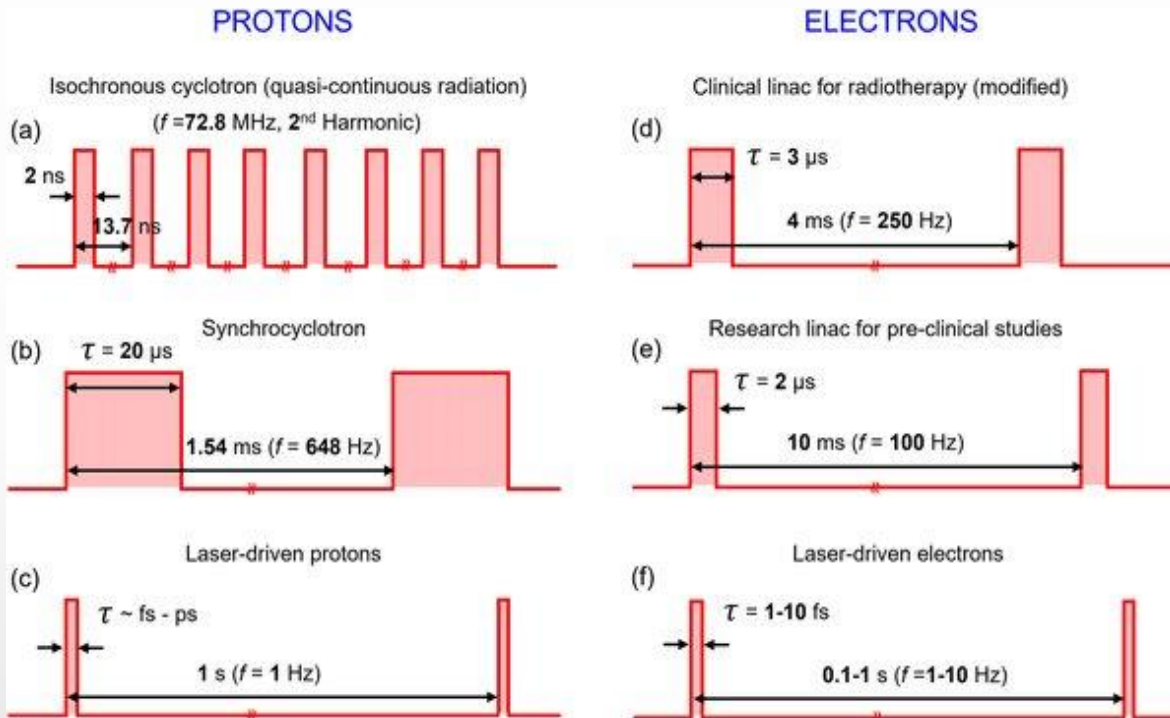 PROTONS
Isochronous cyclotron (quasi-continuous radiation)
(f =72.8 MHz, 2nd Harmonic)
(a)
2 ns
13.7 ns
Synchrocyclotron
(b)
τ = 20 µs
1.54 ms (f = 648 Hz)
Laser-driven protons
(c)
τ ~ fs - ps
1 s (f = 1 Hz)
ELECTRONS
Clinical linac for radiotherapy (modified)
(d)
τ = 3 µs
4 ms (f = 250 Hz)
Research linac for pre-clinical studies
(e)
τ = 2 µs
10 ms (f = 100 Hz)
Laser-driven electrons
(f)
τ = 1-10 fs
0.1-1 s (f =1-10 Hz)